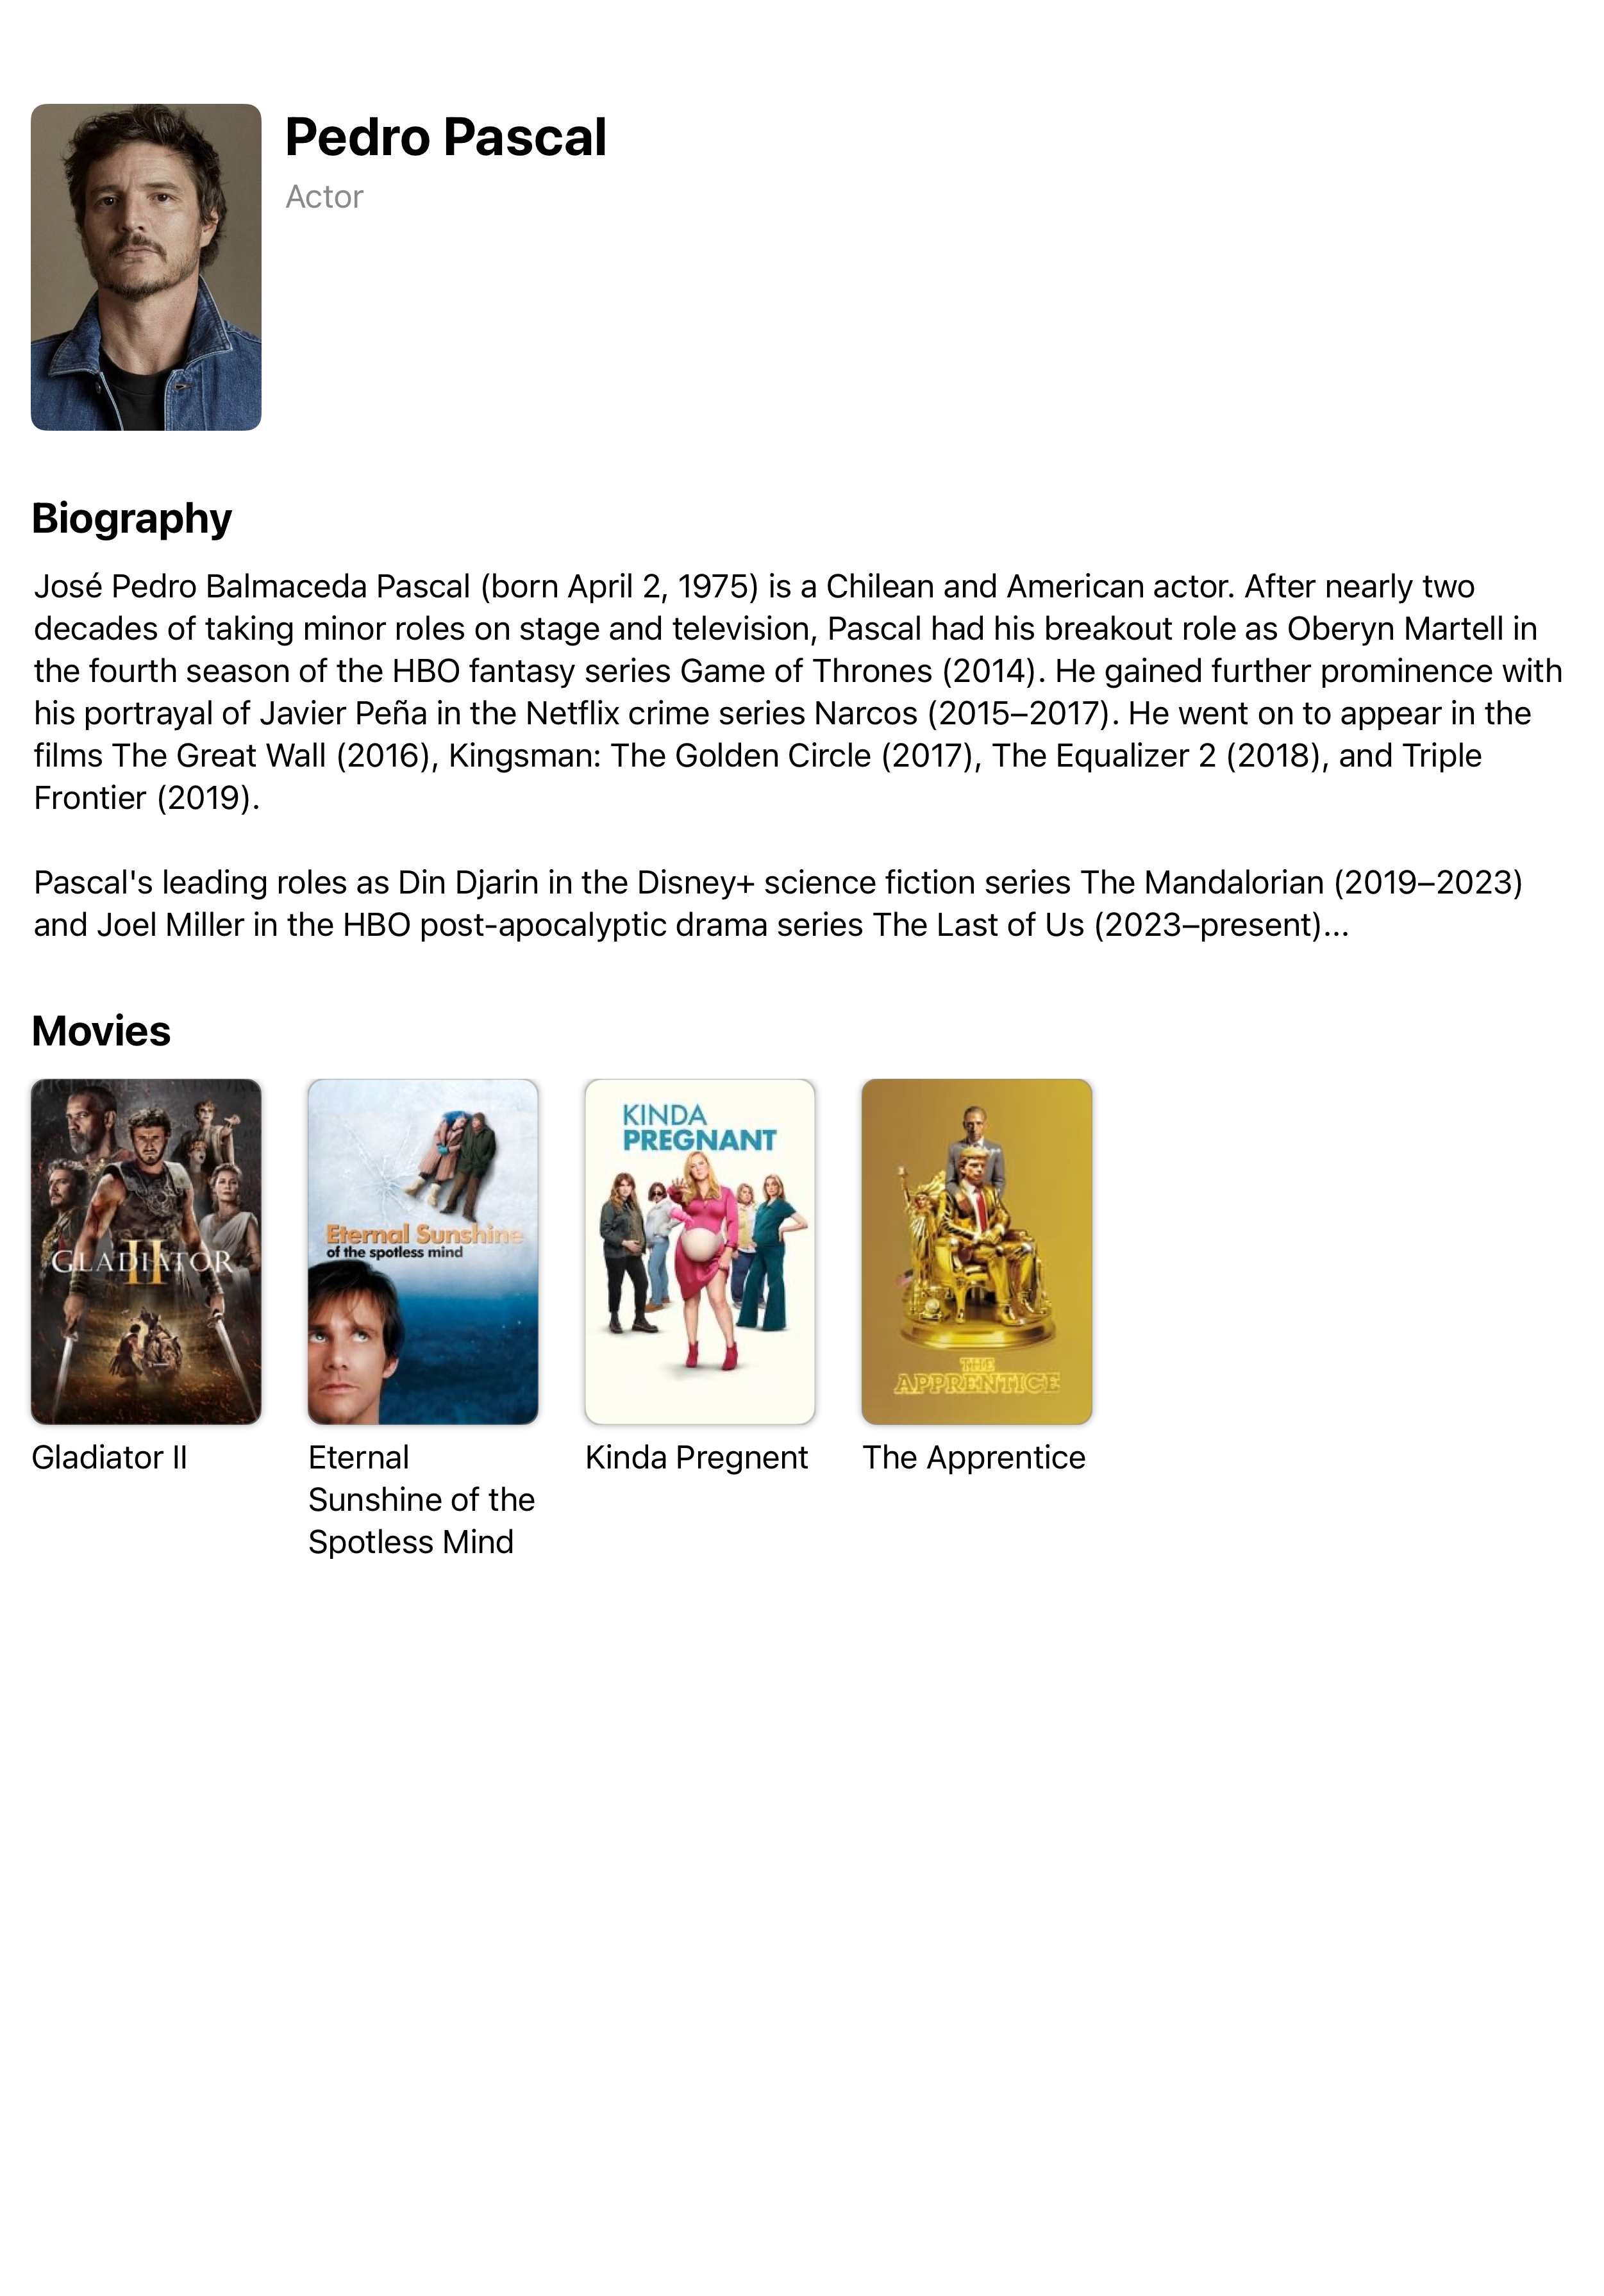 Pedro Pascal
Actor
Biography
José Pedro Balmaceda Pascal (born April 2, 1975) is a Chilean and American actor. After nearly two
decades of taking minor roles on stage and television, Pascal had his breakout role as Oberyn Martell in
the fourth season of the HBO fantasy series Game of Thrones (2014). He gained further prominence with
his portrayal of Javier Peña in the Netflix crime series Narcos (2015–2017). He went on to appear in the
films The Great Wall (2016), Kingsman: The Golden Circle (2017), The Equalizer 2 (2018), and Triple
Frontier (2019).
Pascal's leading roles as Din Djarin in the Disney+ science fiction series The Mandalorian (2019–2023)
and Joel Miller in the HBO post-apocalyptic drama series The Last of Us (2023–present)...
Movies
GLADIATOR
II
Eternal Sunshine
of the spotless mind
KINDA
PREGNANT
THE
APPRENTICE
Gladiator II
Eternal
Sunshine of the
Spotless Mind
Kinda Pregnent
The Apprentice